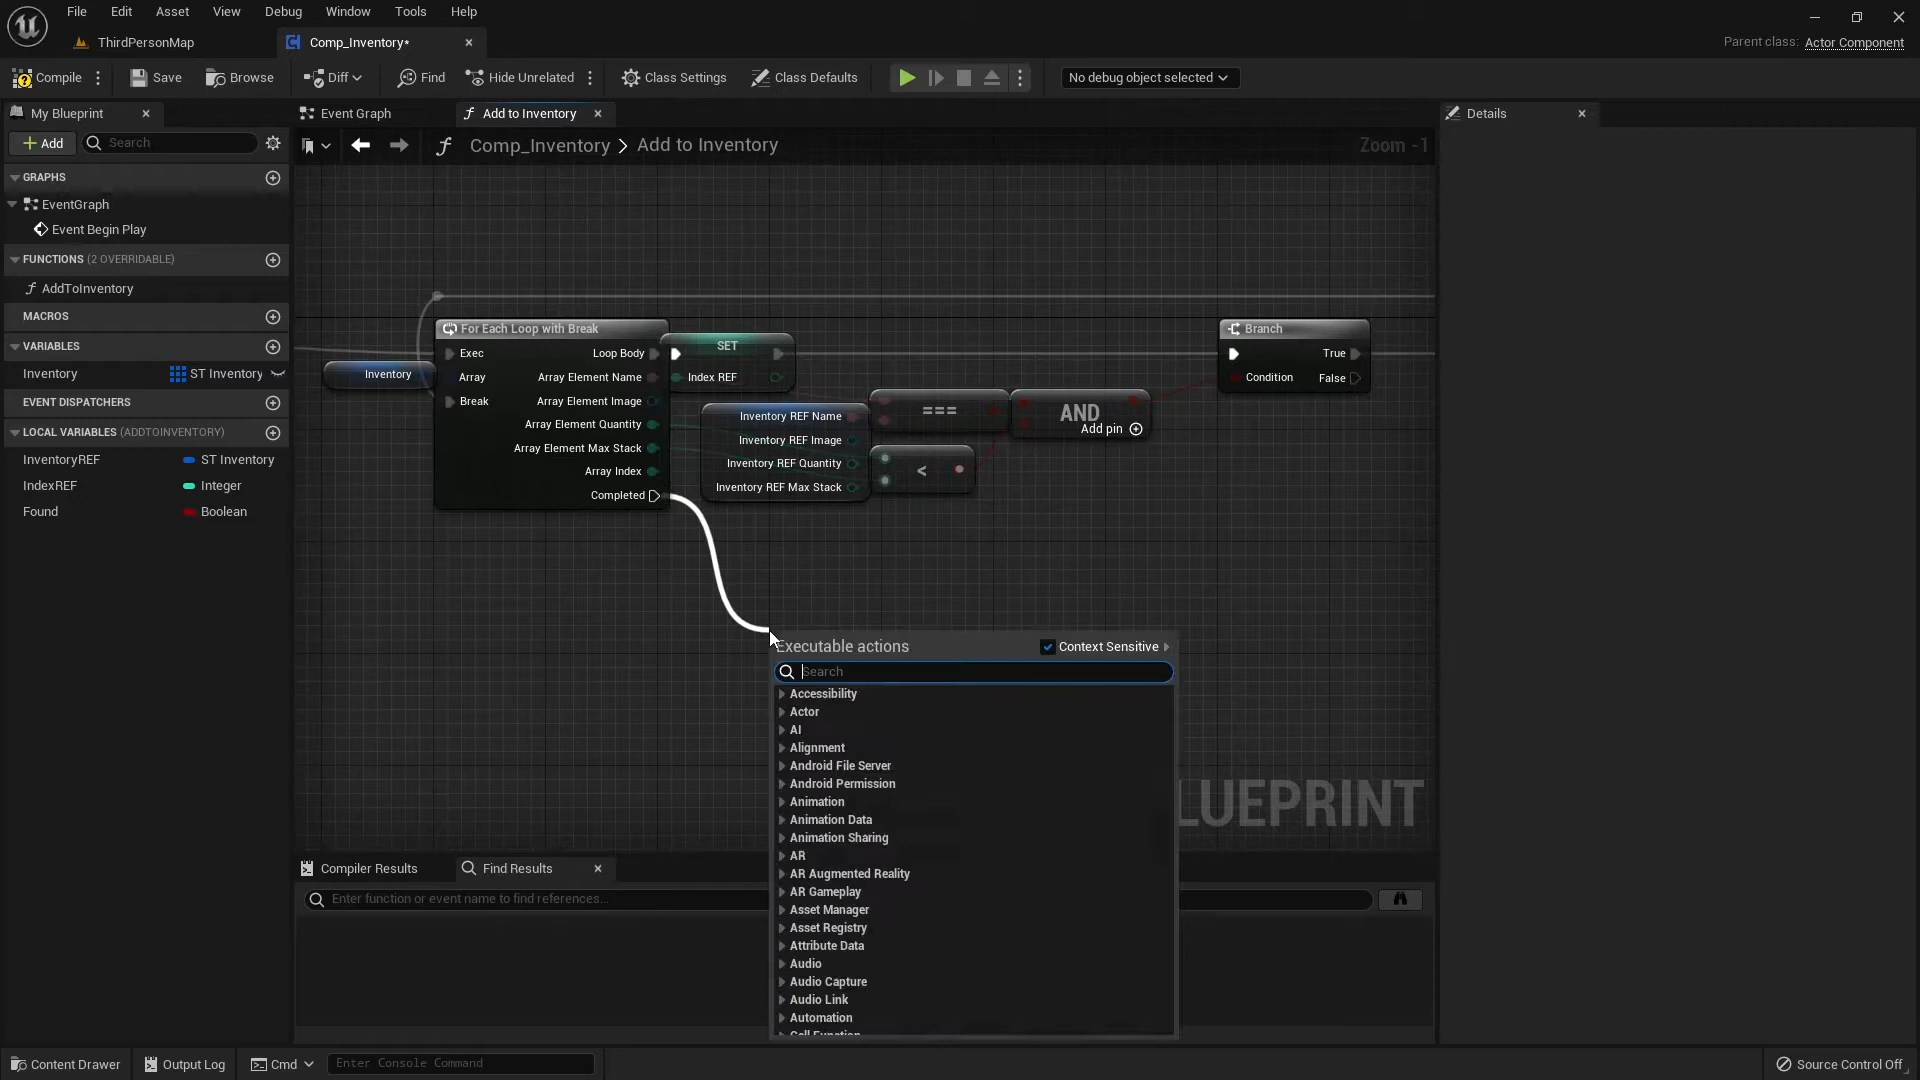 File Edit Asset View Debug Window Tools Help
ThirdPersonMap
Comp_Inventory*
Parent class: Actor Component
Compile
Save
Browse
Diff
Find
Hide Unrelated
Class Settings
Class Defaults
No debug object selected
My Blueprint
Event Graph
Add to Inventory
Details
Add
Search
Comp_Inventory > Add to Inventory
Zoom -1
GRAPHS
EventGraph
Event Begin Play
FUNCTIONS (2 OVERRIDABLE)
AddToInventory
MACROS
VARIABLES
Inventory ST Inventory
EVENT DISPATCHERS
LOCAL VARIABLES (ADDTOINVENTORY)
InventoryREF ST Inventory
IndexREF Integer
Found Boolean
Inventory
For Each Loop with Break
Exec Loop Body
Array Array Element Name
Break Array Element Image
Array Element Quantity
Array Element Max Stack
Array Index
Completed
SET
Index REF
Inventory REF Name
Inventory REF Image
Inventory REF Quantity
Inventory REF Max Stack
===
<
AND
Add pin
Branch
True
Condition False
Executable actions
Context Sensitive
Search
Accessibility
Actor
AI
Alignment
Android File Server
Android Permission
Animation
Animation Data
Animation Sharing
AR
AR Augmented Reality
AR Gameplay
Asset Manager
Asset Registry
Attribute Data
Audio
Audio Capture
Audio Link
Automation
Call Function
LUEPRINT
Compiler Results
Find Results
Enter function or event name to find references...
Content Drawer
Output Log
Cmd
Enter Console Command
Source Control Off